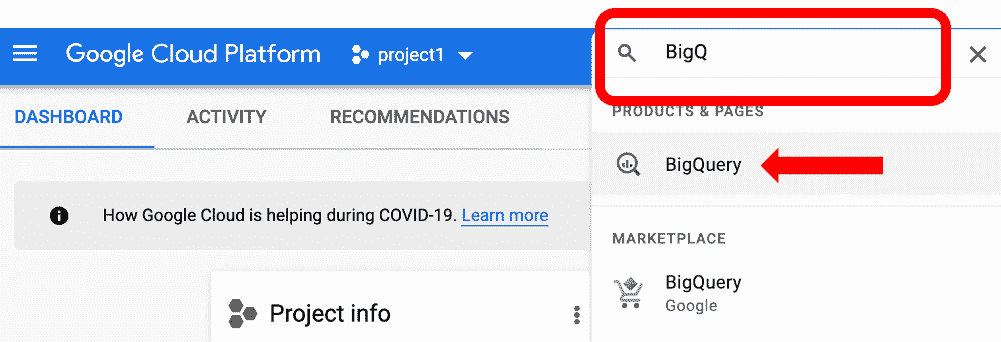 Google Cloud Platform project1
BigQ
DASHBOARD ACTIVITY RECOMMENDATIONS
PRODUCTS & PAGES
BigQuery
How Google Cloud is helping during COVID-19. Learn more
MARKETPLACE
BigQuery
Google
Project info